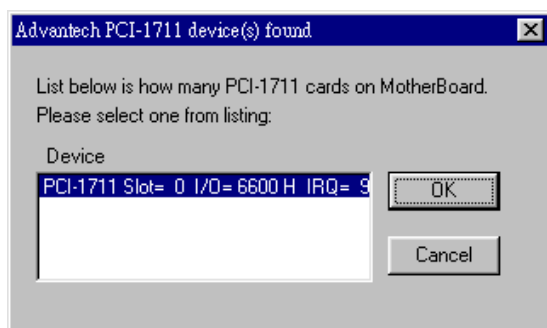 Advantech PCI-1711 device(s) found
List below is how many PCI-1711 cards on MotherBoard.
Please select one from listing:
Device
PCI-1711 Slot= 0 I/O= 6600 H IRQ= 9
OK
Cancel